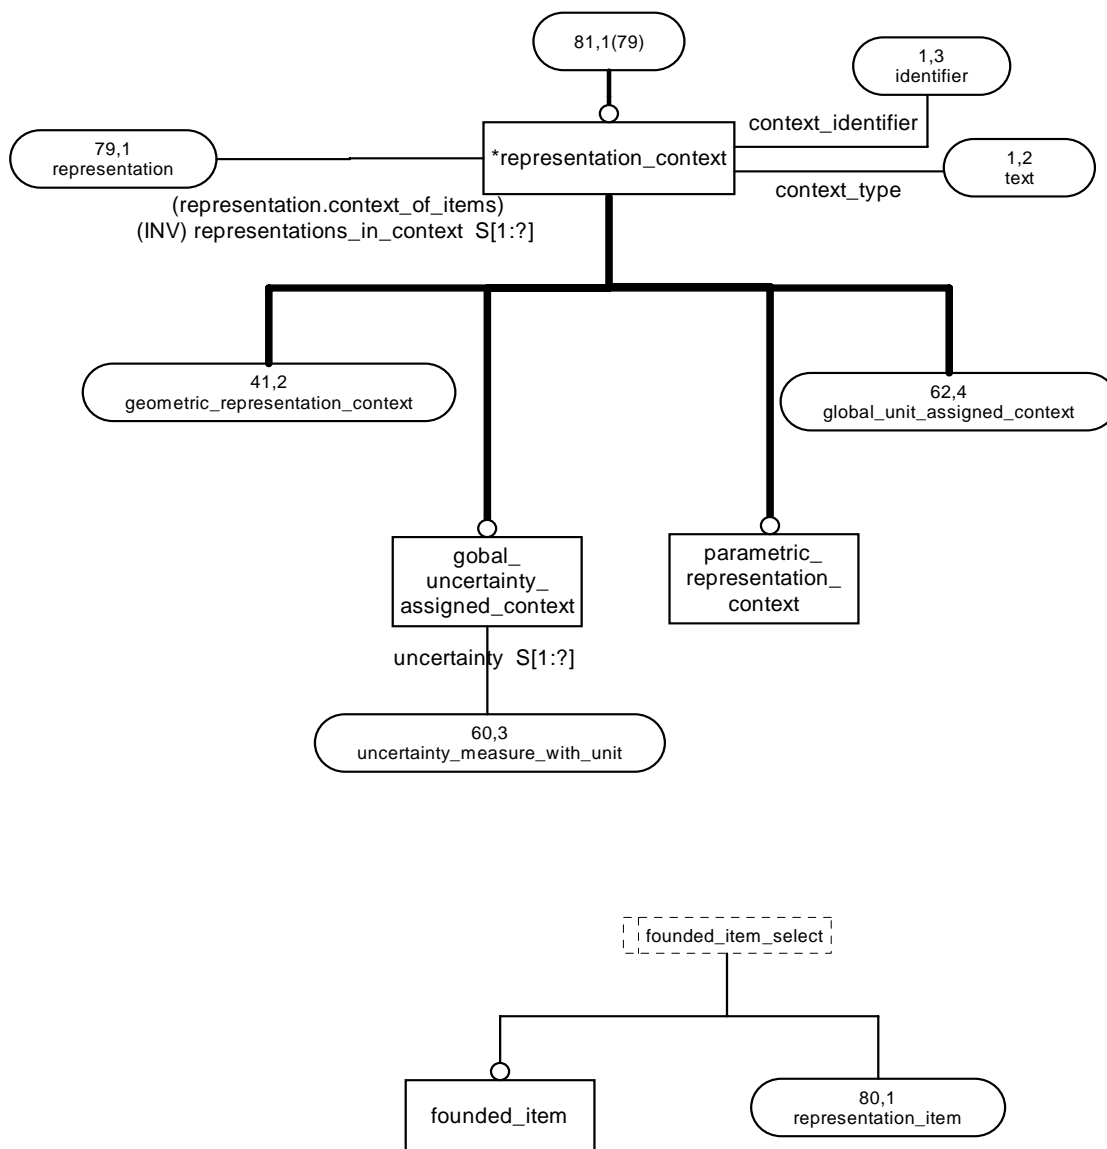 81,1(79)
1,3
identifier
context_identifier
79,1
representation
*representation_context
1,2
text
context_type
(representation.context_of_items)
(INV) representations_in_context S[1:?]
41,2
geometric_representation_context
62,4
global_unit_assigned_context
gobal_
uncertainty_
assigned_context
parametric_
representation_
context
uncertainty S[1:?]
60,3
uncertainty_measure_with_unit
founded_item_select
founded_item
80,1
representation_item